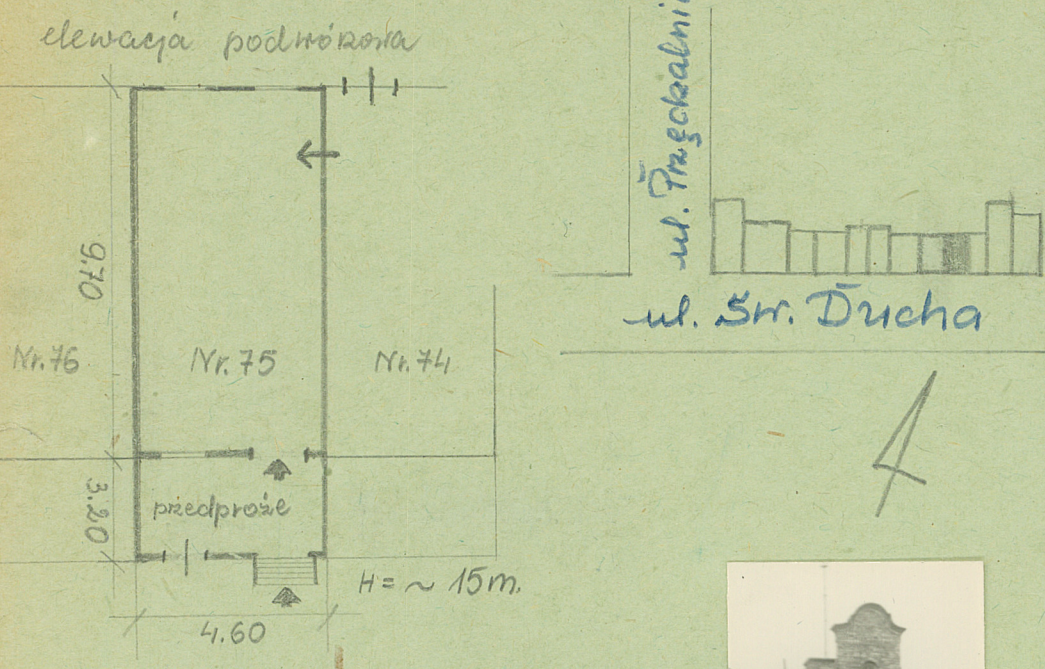 elewacja podwórzowa
ul.
9.70
Nr. 76
Nr. 75
Nr. 74
ul. Św. Ducha
3.20
przedproże
H = ~ 15m.
4.60